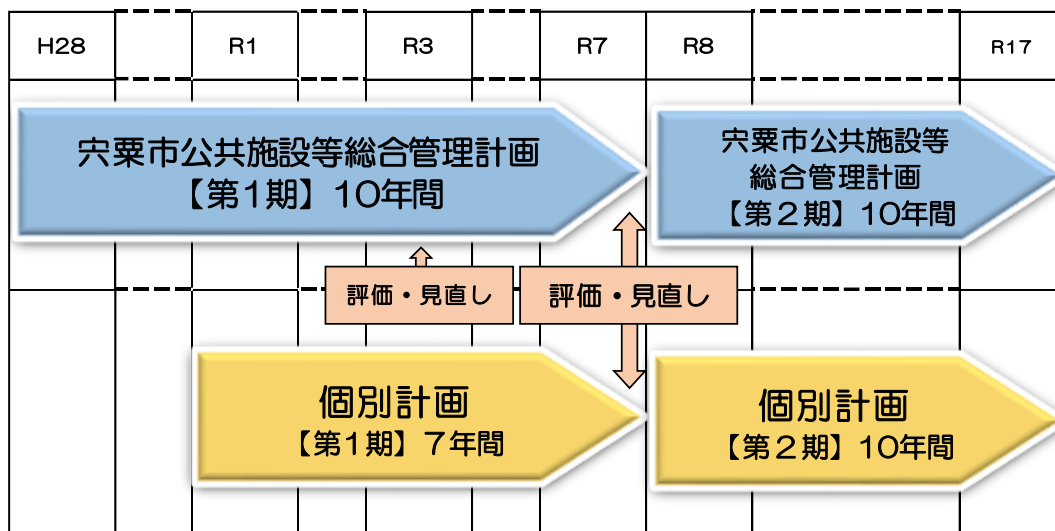 H28
R1
R3
R7
R8
R17
宍粟市公共施設等総合管理計画
【第1期】10年間
宍粟市公共施設等
総合管理計画
【第２期】10年間
評価・見直し
評価・見直し
個別計画
【第1期】７年間
個別計画
【第２期】10年間